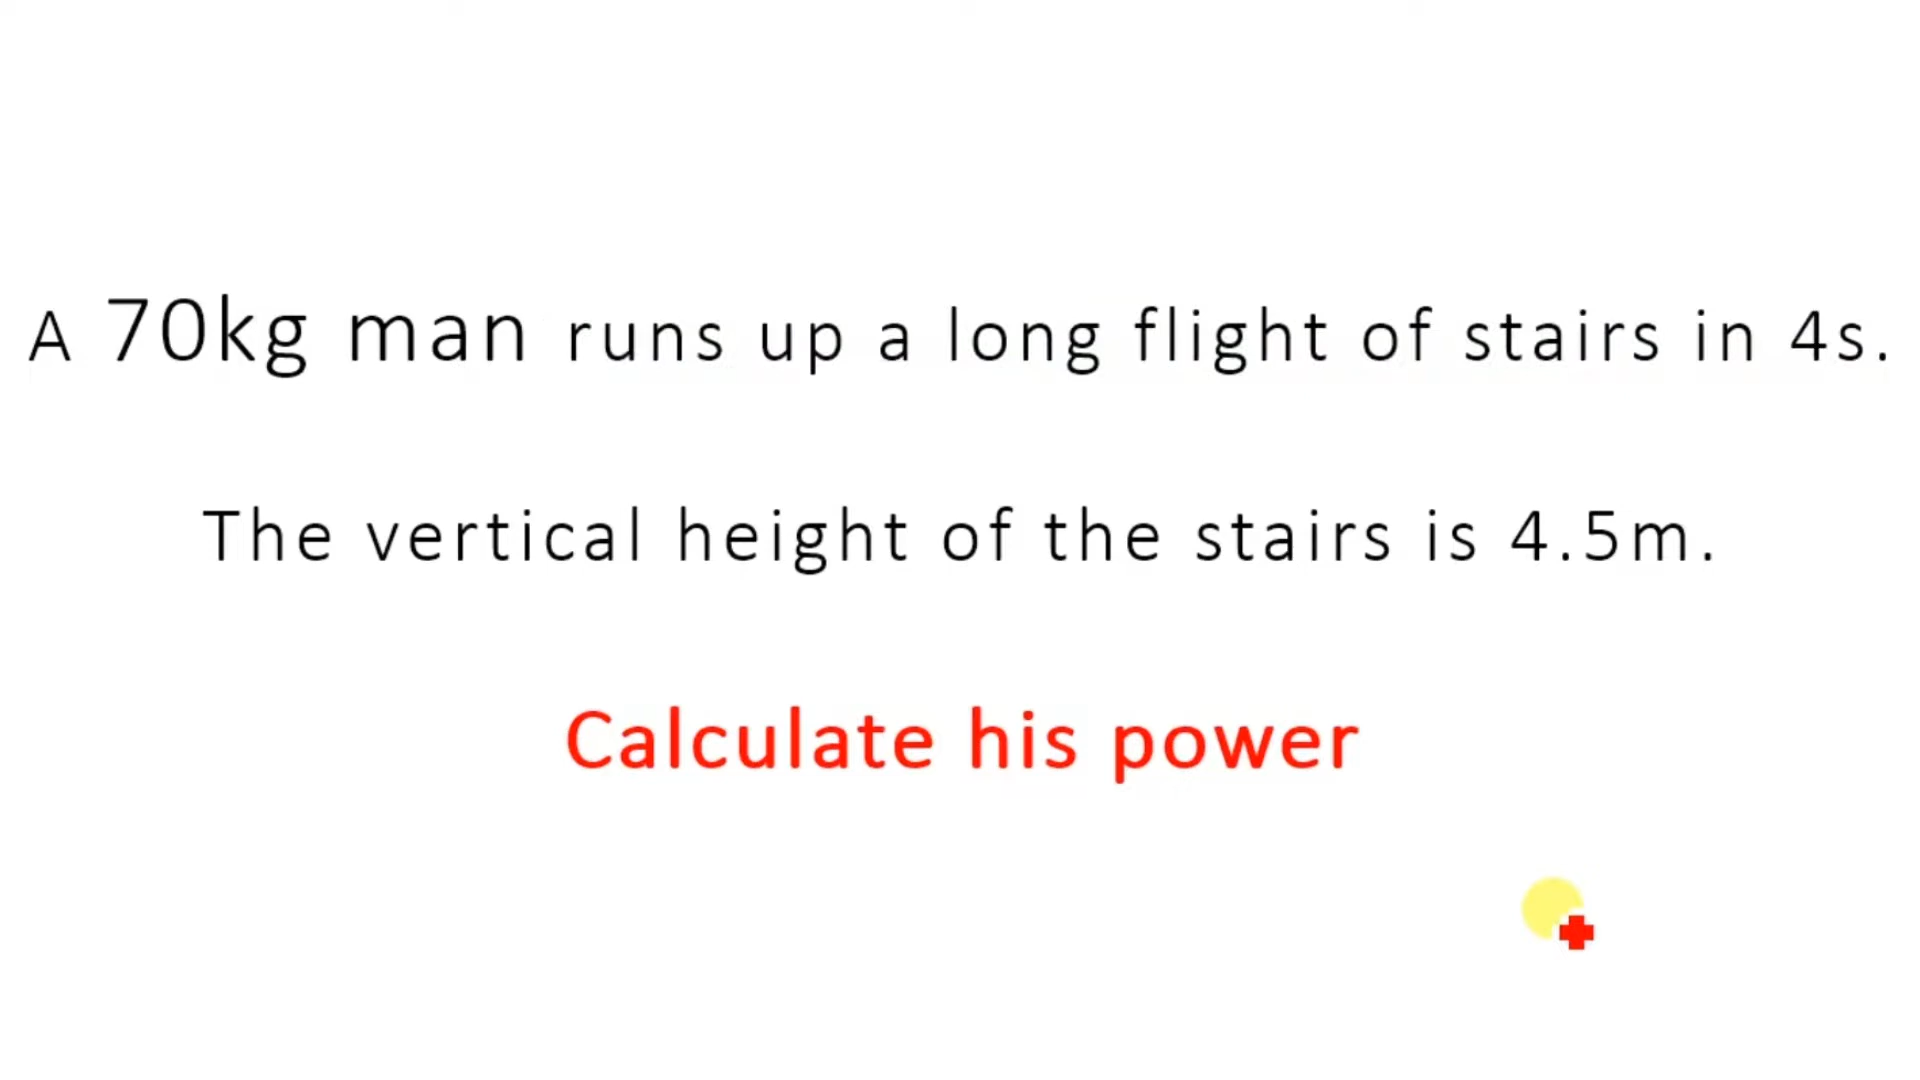 A 70kg man runs up a long flight of stairs in 4s.
The vertical height of the stairs is 4.5m.
Calculate his power